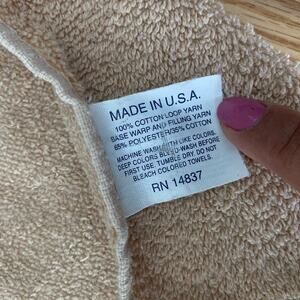 MADE IN U.S.A.
100% COTTON LOOP YARN
BASE WARP AND FILLING YARN
65% POLYESTER/35% COTTON
MACHINE WASH WITH LIKE COLORS.
DEEP COLORS BLEED-WASH BEFORE
FIRST USE. TUMBLE DRY. DO NOT
BLEACH COLORED TOWELS.
RN 14837